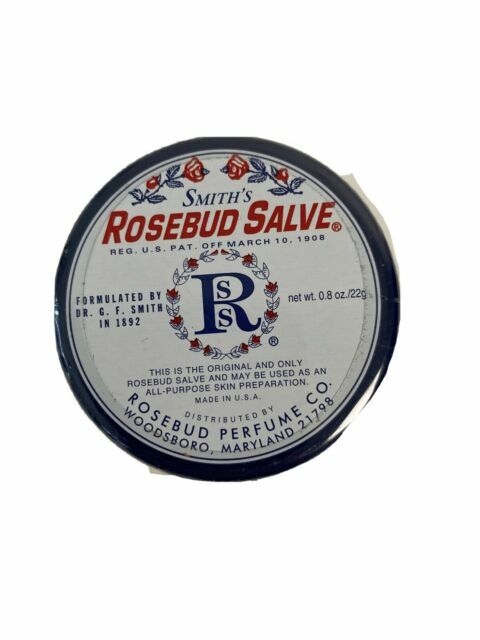 SMITH'S
ROSEBUD SALVE®
REG. U.S. PAT. OFF MARCH 10, 1908
FORMULATED BY
DR. G. F. SMITH
IN 1892
RSS
®
net wt. 0.8 oz./22g
THIS IS THE ORIGINAL AND ONLY
ROSEBUD SALVE AND MAY BE USED AS AN
ALL-PURPOSE SKIN PREPARATION.
MADE IN U.S.A.
DISTRIBUTED BY
ROSEBUD PERFUME CO.
WOODSBORO, MARYLAND 21798